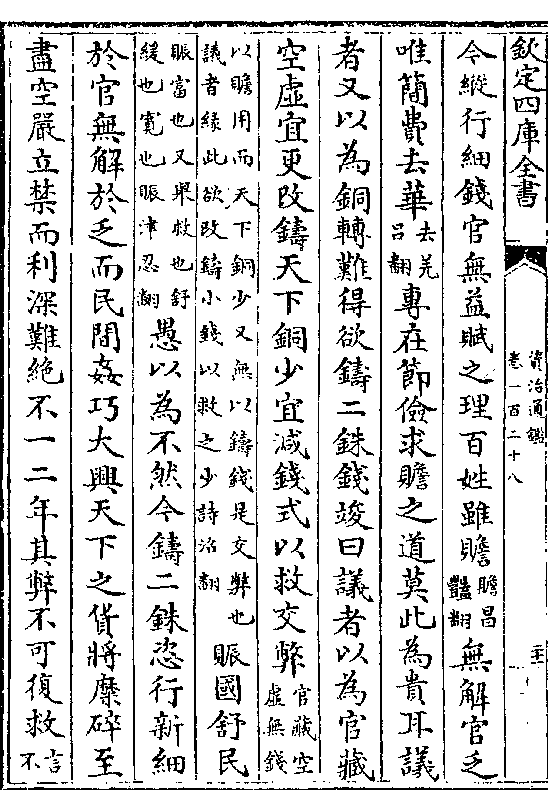 欽定四庫全書
資治通鑑
卷一百二十八
二十一
令縱行細錢官無益賦之理百姓雖贍贍昌豔翻無解官乏
唯簡費去華去羌呂翻專在節儉求贍之道莫此為貴耳議
者又以為銅轉難得欲鑄二銖錢竣曰議者以為官藏
空虛宜更改鑄天下銅少宜減錢式以救交弊官藏空虛無錢
以贍用而天下銅少又無以鑄錢是交弊也議者緣此欲改鑄小錢以救之少詩沼翻賑國舒民
賑富也又舉救也舒緩也寬也賑津忍翻愚以為不然今鑄二銖恣行新細
於官無解於乏而民間姦巧大興天下之貨將糜碎至
盡空嚴立禁而利深難絶不一二年其弊不可復救言不